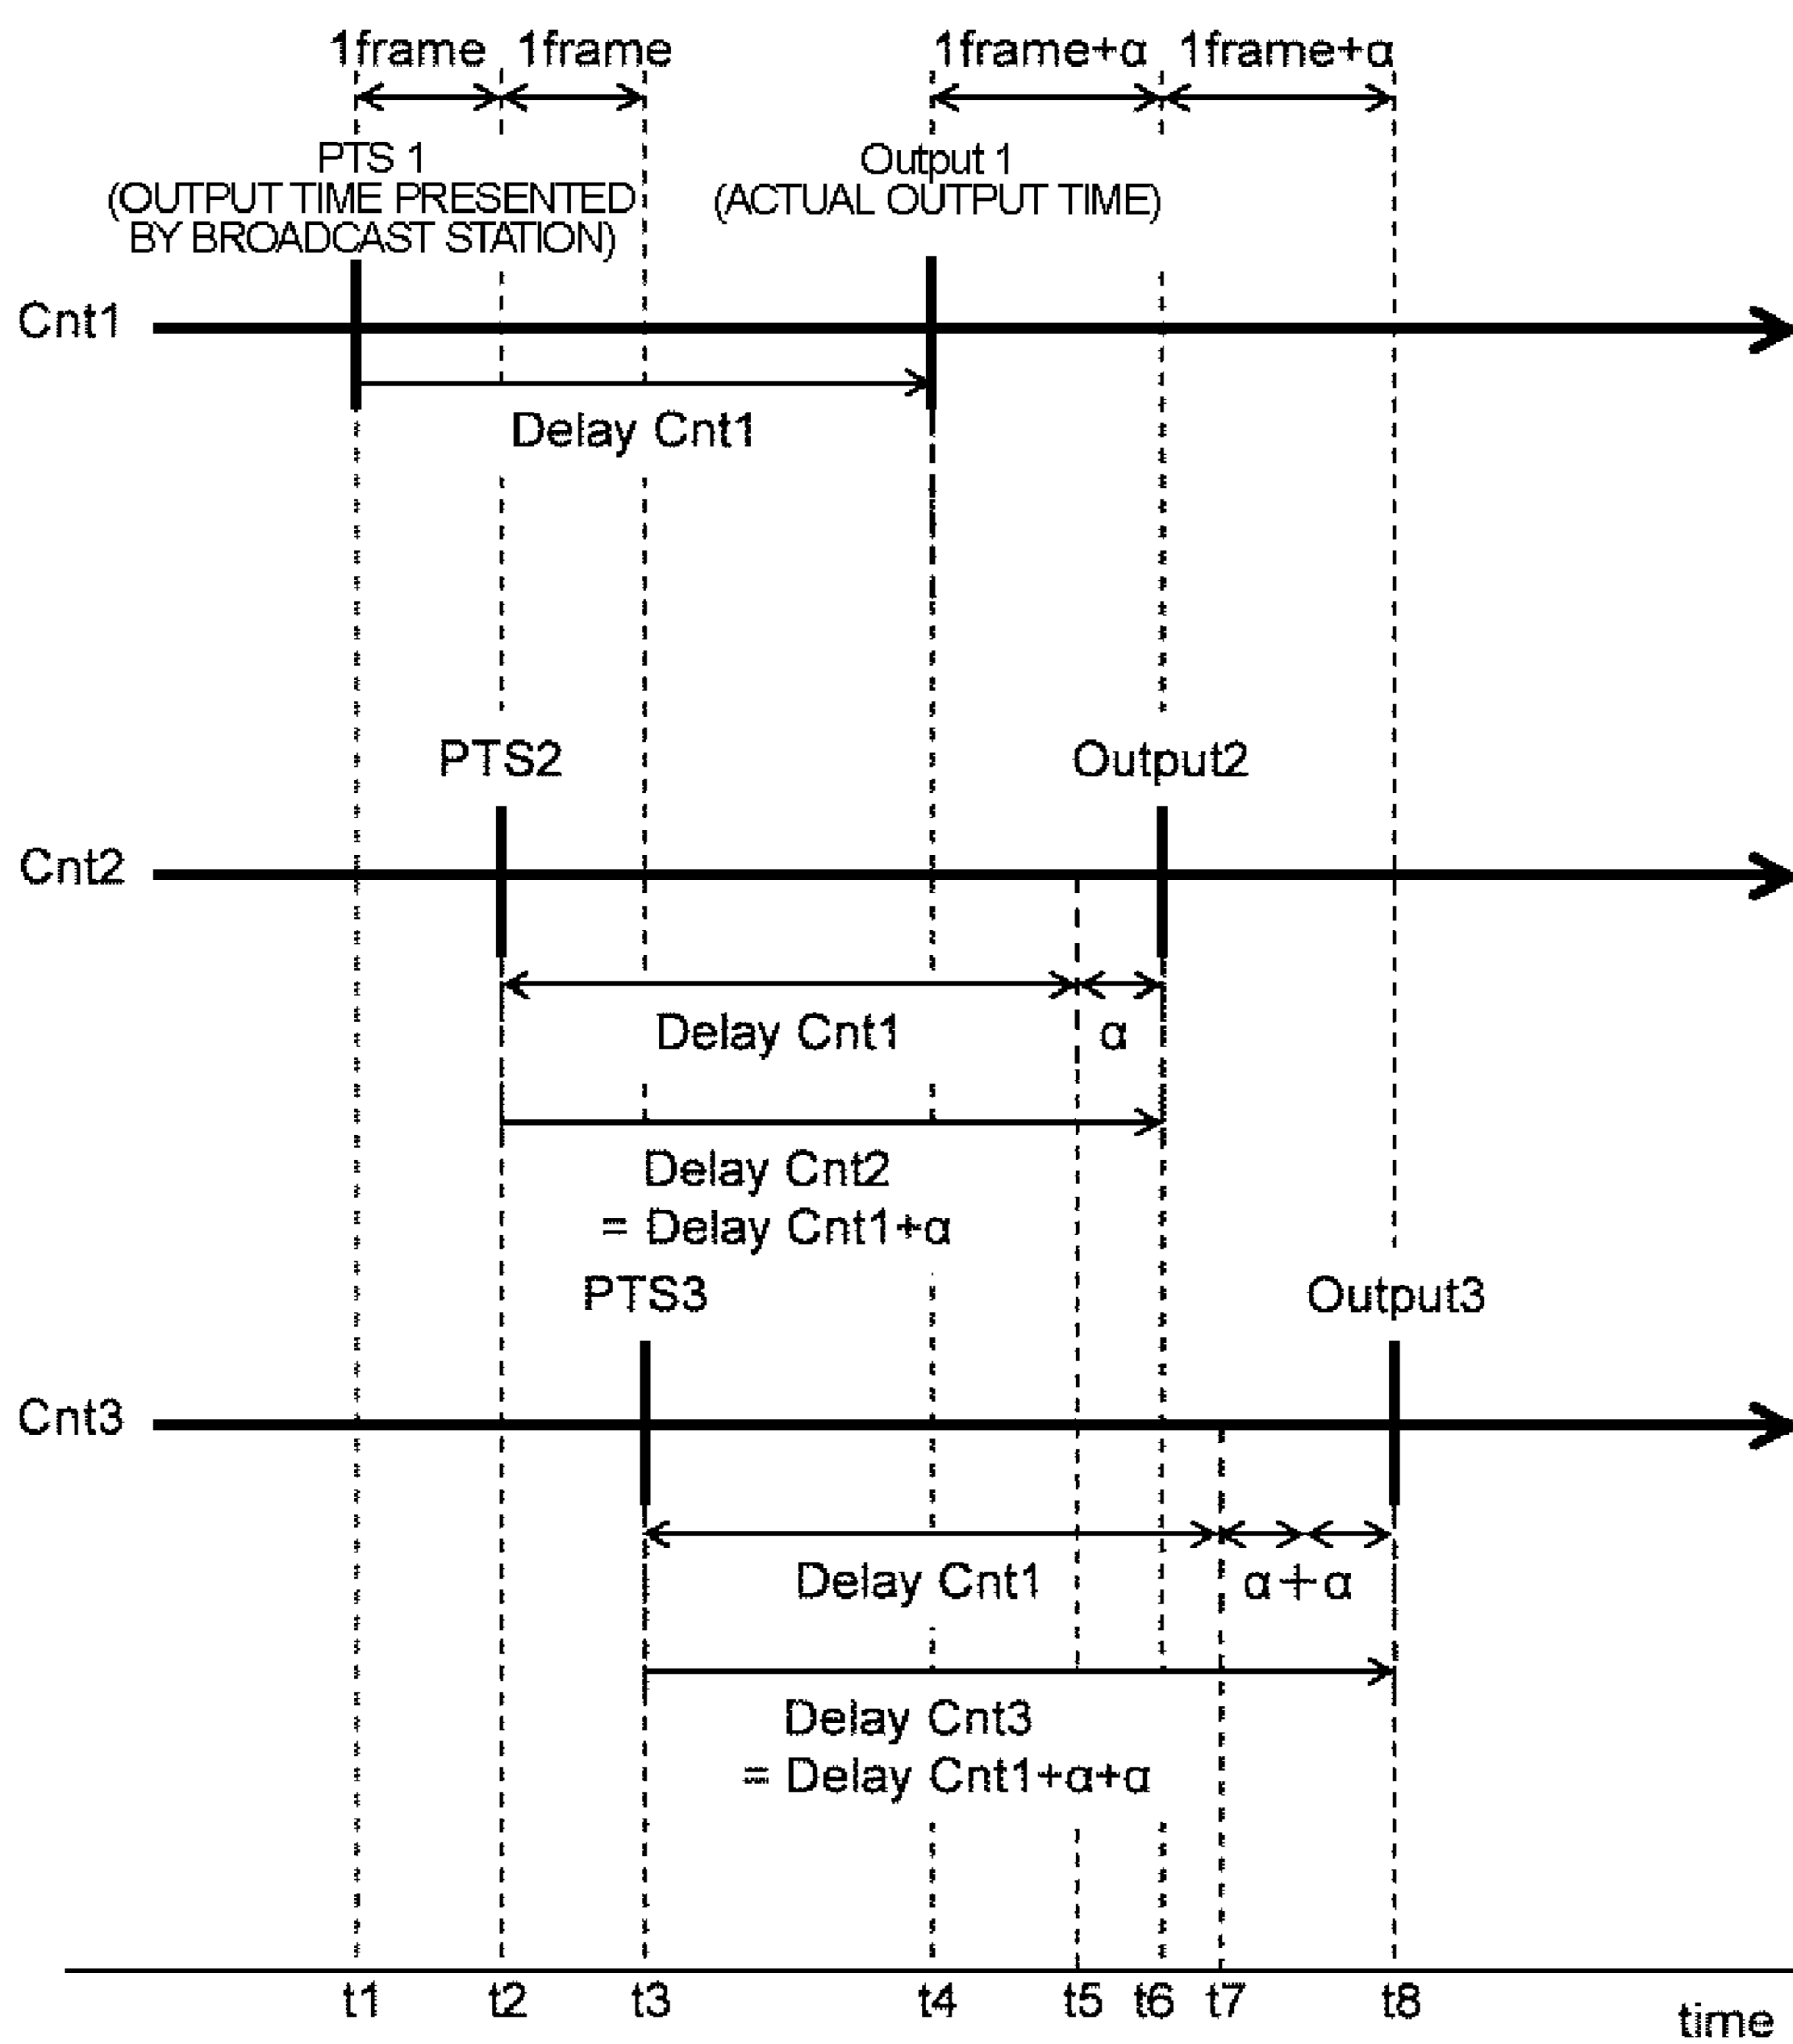 1frame 1frame 1frame+α 1frame+α
PTS 1
(OUTPUT TIME PRESENTED
BY BROADCAST STATION)
Output 1
(ACTUAL OUTPUT TIME)
Cnt1
Delay Cnt1
PTS2
Output2
Cnt2
Delay Cnt1
α
Delay Cnt2
= Delay Cnt1+α
PTS3
Output3
Cnt3
Delay Cnt1
α+α
Delay Cnt3
= Delay Cnt1+α+α
t1 t2 t3 t4 t5 t6 t7 t8
time